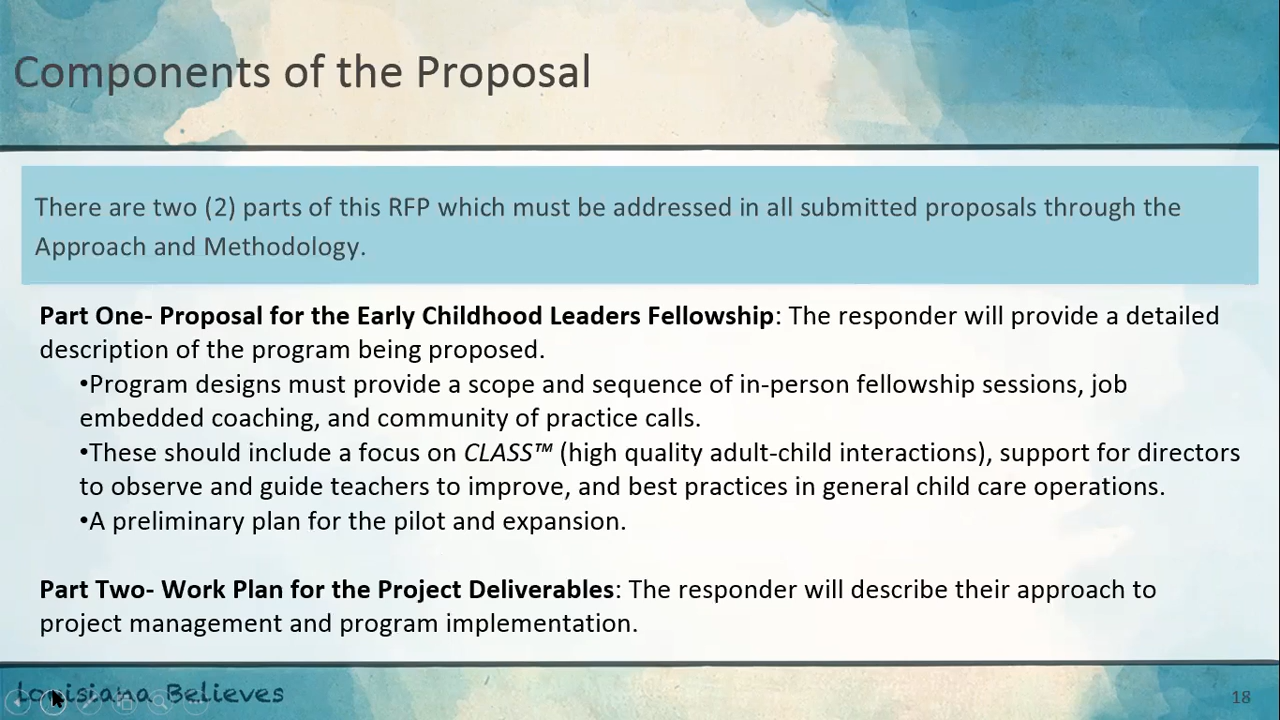 Components of the Proposal
There are two (2) parts of this RFP which must be addressed in all submitted proposals through the
Approach and Methodology.
Part One- Proposal for the Early Childhood Leaders Fellowship: The responder will provide a detailed
description of the program being proposed.
•Program designs must provide a scope and sequence of in-person fellowship sessions, job
embedded coaching, and community of practice calls.
•These should include a focus on CLASS™ (high quality adult-child interactions), support for directors
to observe and guide teachers to improve, and best practices in general child care operations.
•A preliminary plan for the pilot and expansion.
Part Two- Work Plan for the Project Deliverables: The responder will describe their approach to
project management and program implementation.
Louisiana Believes
18